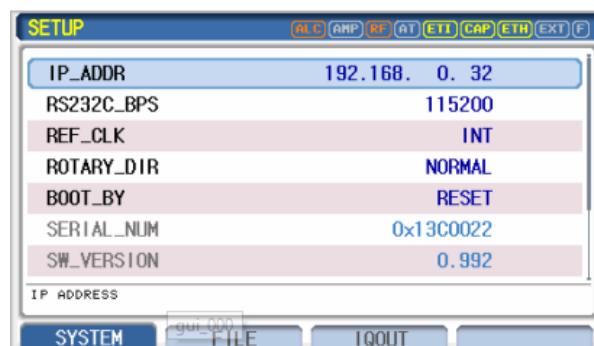 SETUP ALC AMP RF AT ETI CAP ETH EXT F
IP_ADDR 192.168. 0. 32
RS232C_BPS 115200
REF_CLK INT
ROTARY_DIR NORMAL
BOOT_BY RESET
SERIAL_NUM 0x13C0022
SW_VERSION 0.992
IP ADDRESS
gui_000
SYSTEM FILE IQOUT